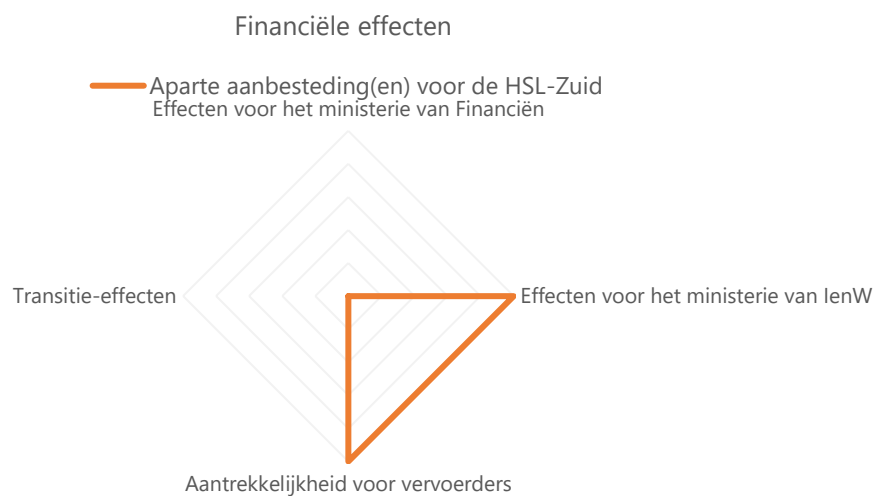 Financiële effecten
Aparte aanbesteding(en) voor de HSL-Zuid
Effecten voor het ministerie van Financiën
Transitie-effecten
Effecten voor het ministerie van IenW
Aantrekkelijkheid voor vervoerders